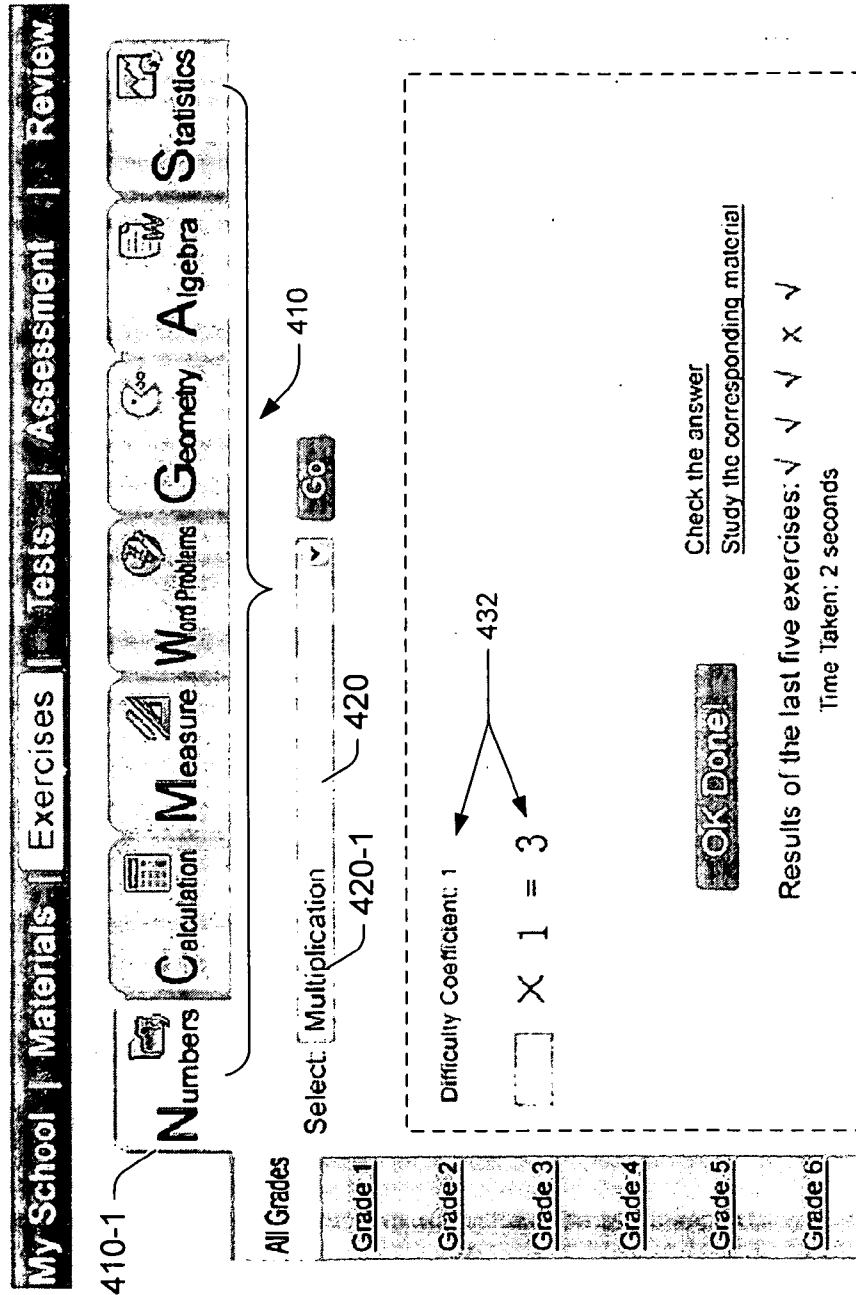 My School | Materials | Exercises | Tests | Assessment | Review
410-1
Numbers Calculation Measure Word Problems Geometry Algebra Statistics
410
All Grades
Select: Multiplication Go
420-1 420
Grade 1
Grade 2
Grade 3
Grade 4
Grade 5
Grade 6
Difficulty Coefficient: 1
432
X 1 = 3
OK Done!
Check the answer
Study the corresponding material
Results of the last five exercises: √ √ √ X √
Time Taken: 2 seconds